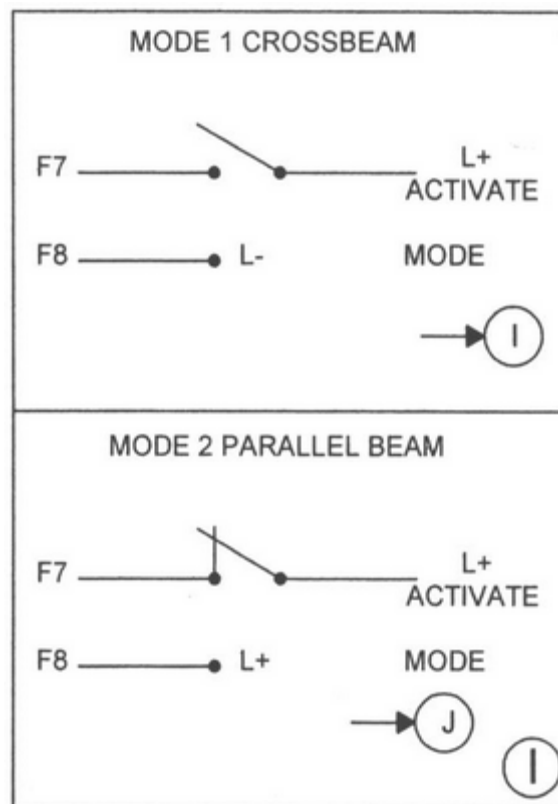 MODE 1 CROSSBEAM
F7 L+
ACTIVATE
F8 L- MODE
I
MODE 2 PARALLEL BEAM
F7 L+
ACTIVATE
F8 L+ MODE
J
I